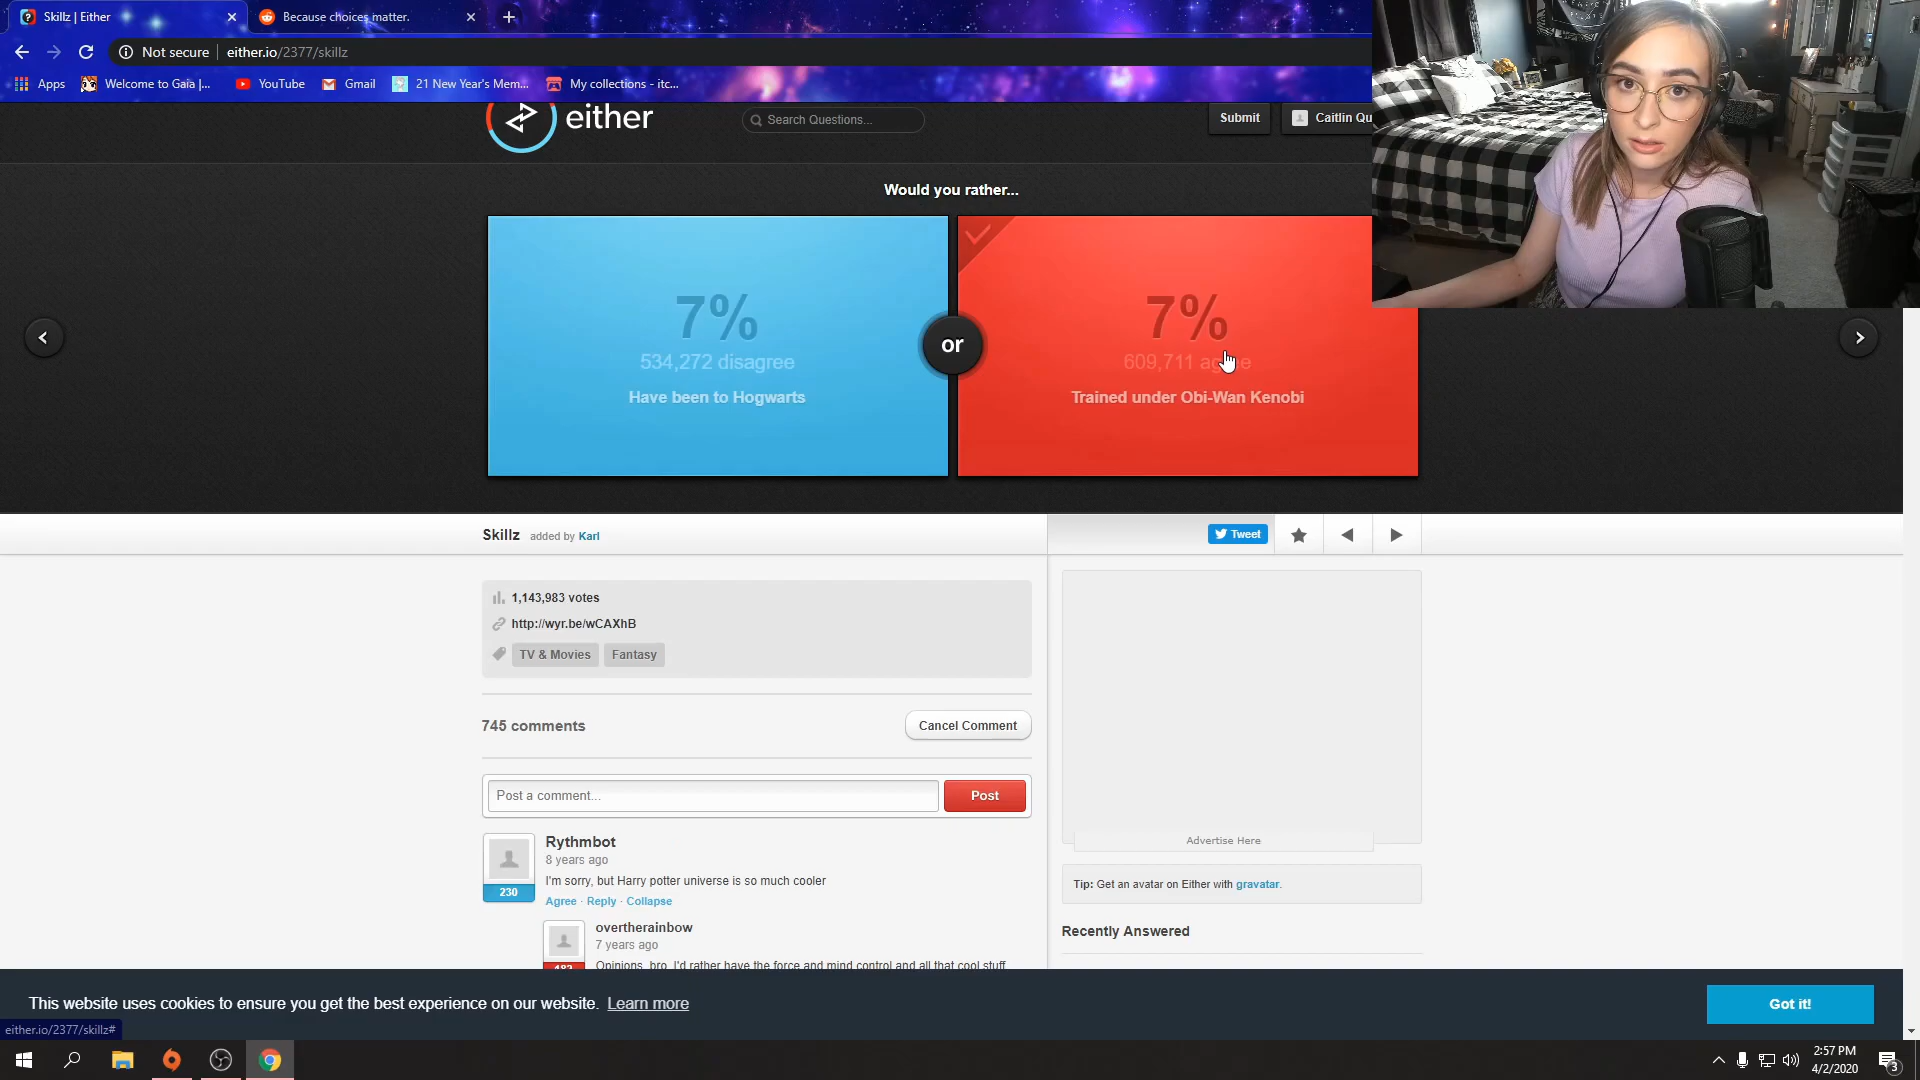 Skillz | Either
Because choices matter.
Not secure
either.io/2377/skillz
Apps
Welcome to Gaia |...
YouTube
Gmail
21 New Year's Mem...
My collections - itc...
either
Search Questions...
Submit
Caitlin Qu
Would you rather...
7%
534,272 disagree
Have been to Hogwarts
or
7%
609,711 ag
Trained under Obi-Wan Kenobi
Skillz added by Karl
Tweet
1,143,983 votes
http://wyr.be/wCAXhB
TV & Movies
Fantasy
745 comments
Cancel Comment
Post a comment...
Post
Rythmbot
8 years ago
I'm sorry, but Harry potter universe is so much cooler
230
Agree · Reply · Collapse
overtherainbow
7 years ago
Opinions, bro. I'd rather have the force and mind control and all that cool stuff
Advertise Here
Tip: Get an avatar on Either with gravatar.
Recently Answered
This website uses cookies to ensure you get the best experience on our website. Learn more
Got it!
either.io/2377/skillz#
2:57 PM
4/2/2020
3